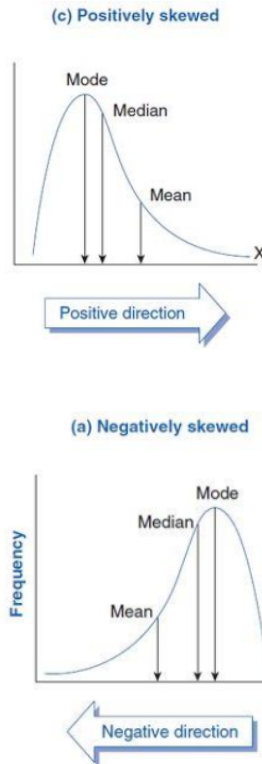 (c) Positively skewed
Mode
Median
Mean
X
Positive direction
(a) Negatively skewed
Mode
Median
Frequency
Mean
Negative direction